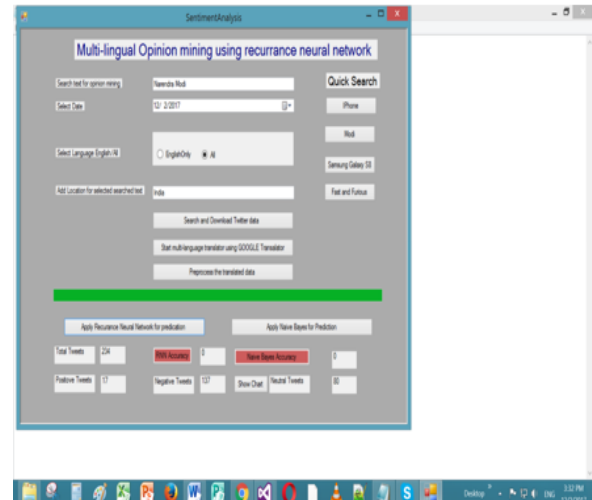 SentimentAnalysis
Multi-lingual Opinion mining using recurrance neural network
Search text for opinion mining
Narendra Modi
Quick Search
Select Date
12/ 2/2017
iPhone
Modi
Select Language English /All
EnglishOnly
All
Samsung Galaxy S8
Add Location for selected searched text
India
Fast and Furious
Search and Download Twitter data
Start multi-language translator using GOOGLE Translator
Preprocess the translated data
Apply Recurance Neural Network for predication
Apply Naive Bayes for Prediction
Total Tweets
234
RNN Accuracy
0
Naive Bayes Accuracy
0
Positove Tweets
17
Negative Tweets
137
Show Chart
Neutral Tweets
80
Desktop
ENG
3:32 PM